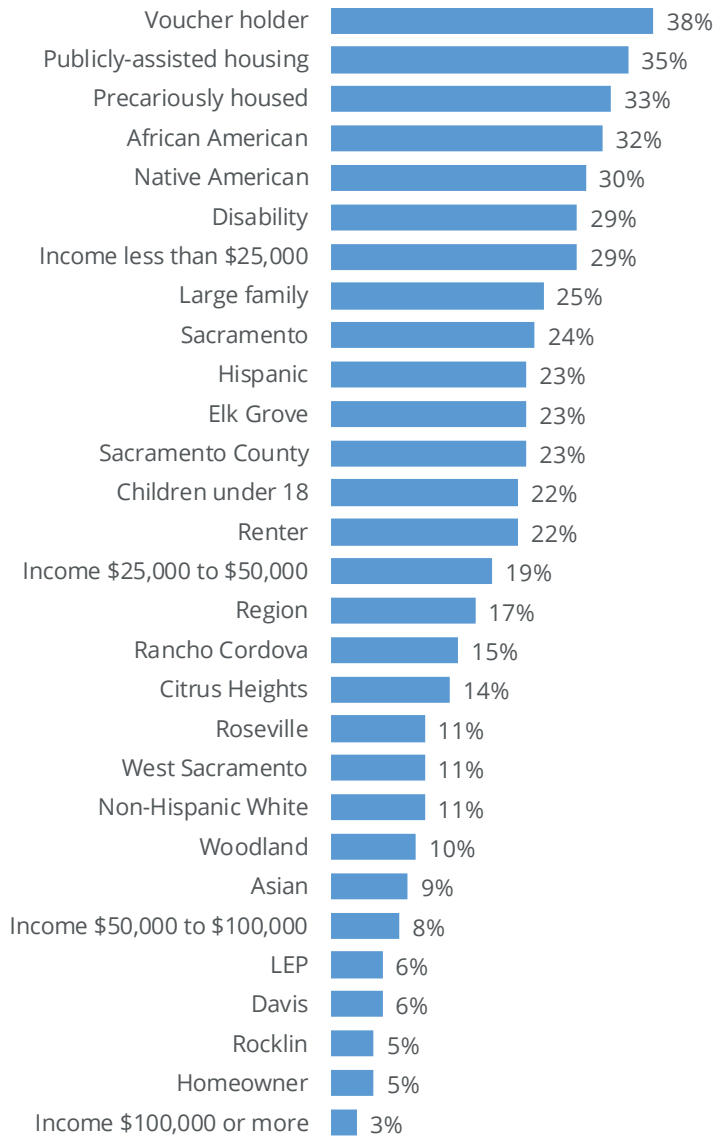 Voucher holder 38%
Publicly-assisted housing 35%
Precariously housed 33%
African American 32%
Native American 30%
Disability 29%
Income less than $25,000 29%
Large family 25%
Sacramento 24%
Hispanic 23%
Elk Grove 23%
Sacramento County 23%
Children under 18 22%
Renter 22%
Income $25,000 to $50,000 19%
Region 17%
Rancho Cordova 15%
Citrus Heights 14%
Roseville 11%
West Sacramento 11%
Non-Hispanic White 11%
Woodland 10%
Asian 9%
Income $50,000 to $100,000 8%
LEP 6%
Davis 6%
Rocklin 5%
Homeowner 5%
Income $100,000 or more 3%